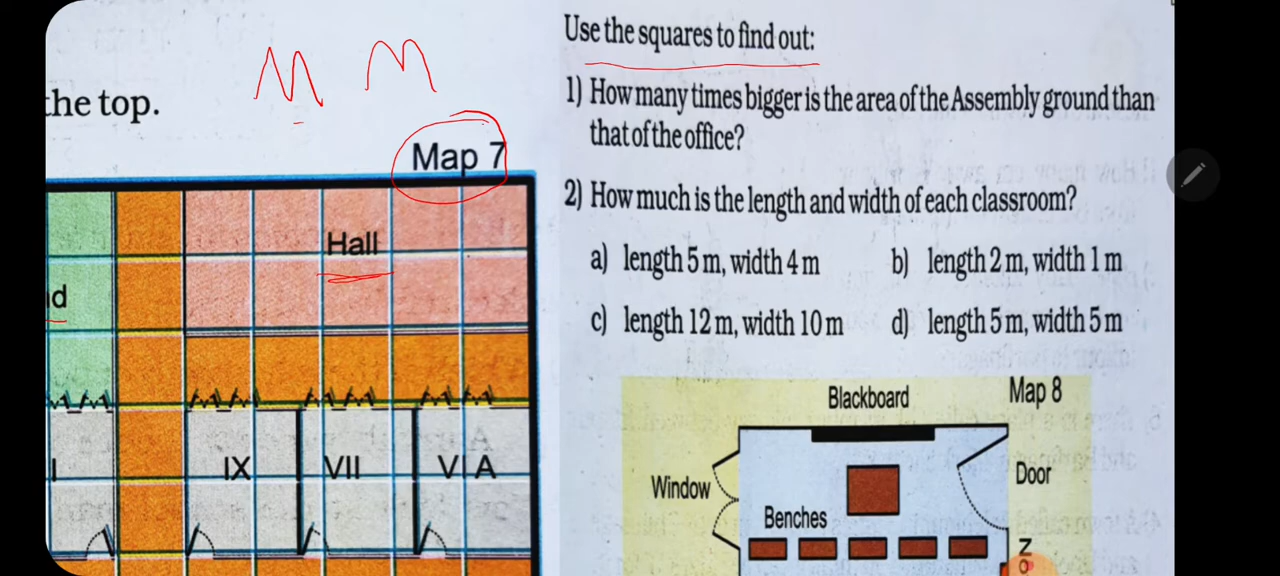 the top.
Map 7
Hall
d
I
IX
VII
VI A
Use the squares to find out:
1) How many times bigger is the area of the Assembly ground than
that of the office?
2) How much is the length and width of each classroom?
a) length 5 m, width 4 m
b) length 2 m, width 1 m
c) length 12 m, width 10 m
d) length 5 m, width 5 m
Blackboard
Map 8
Window
Door
Benches